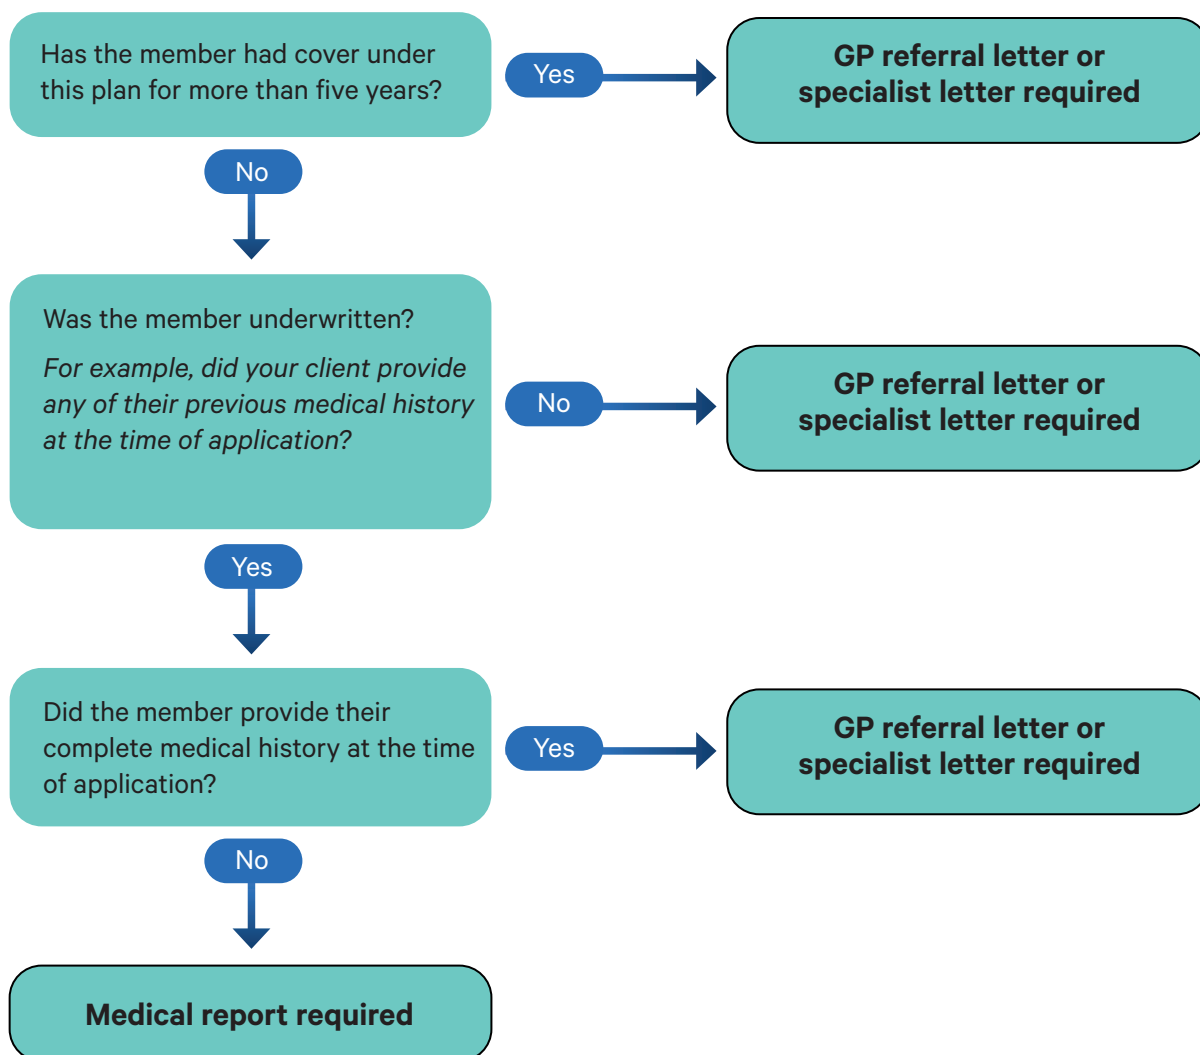 Has the member had cover under
this plan for more than five years?
Yes
GP referral letter or
specialist letter required
No
Was the member underwritten?
For example, did your client provide
any of their previous medical history
at the time of application?
No
GP referral letter or
specialist letter required
Yes
Did the member provide their
complete medical history at the time
of application?
Yes
GP referral letter or
specialist letter required
No
Medical report required